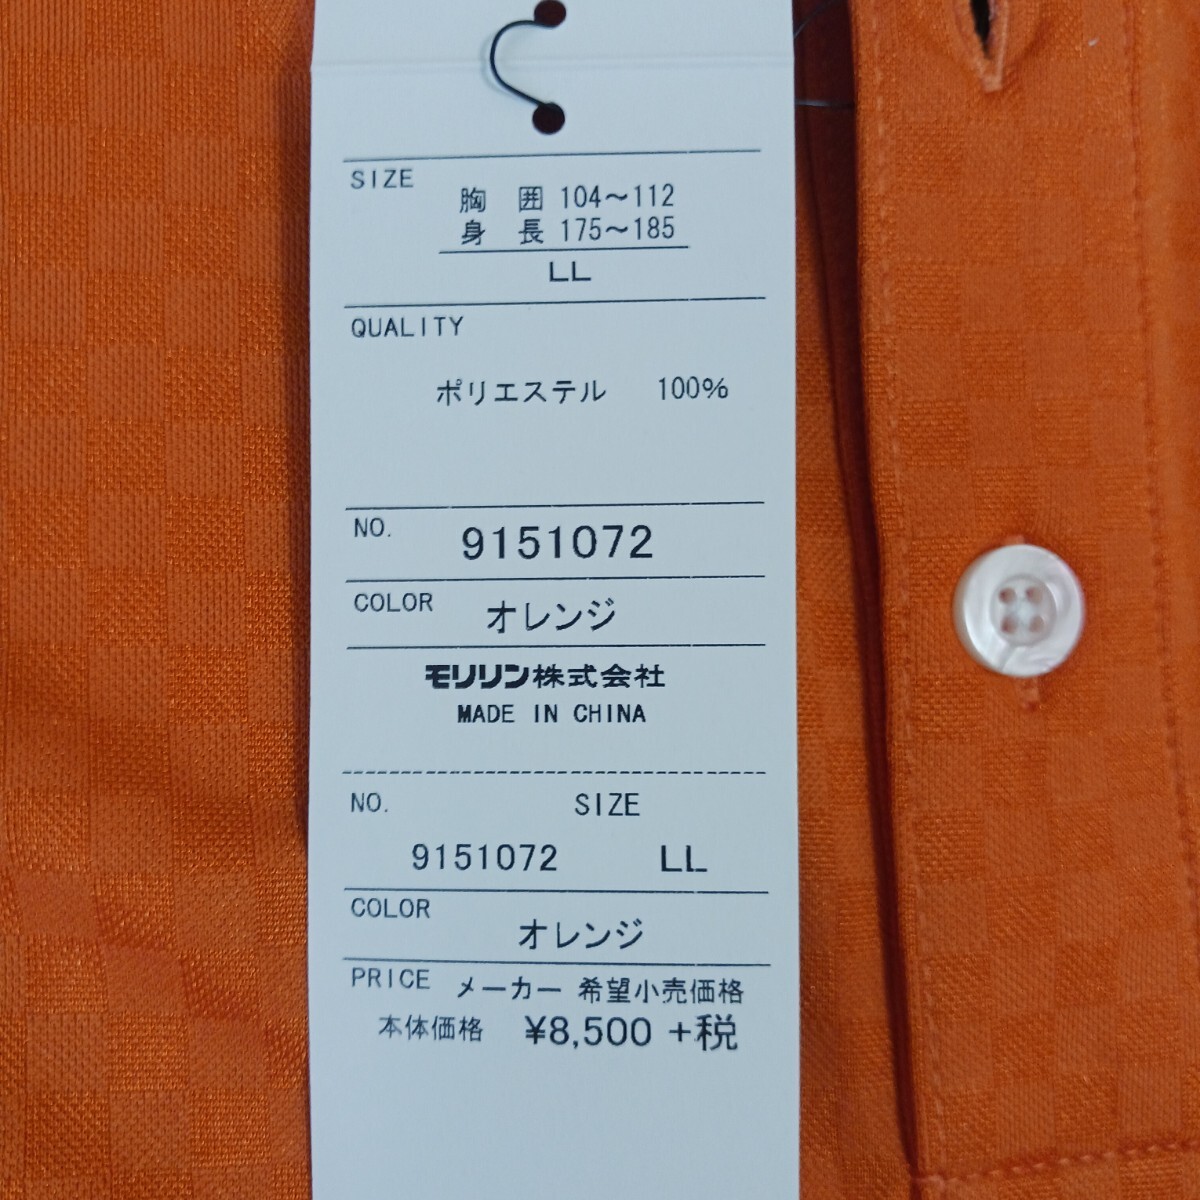 SIZE
胸 囲 104〜112
身 長 175〜185
LL
QUALITY
ポリエステル 100%
NO. 9151072
COLOR オレンジ
モリリン株式会社
MADE IN CHINA
NO. SIZE
9151072 LL
COLOR
オレンジ
PRICE メーカー 希望小売価格
本体価格 ¥8,500 +税